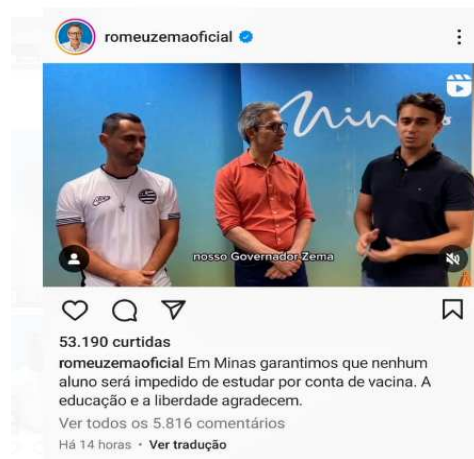 romeuzemaoficial
Minas
nosso Governador Zema
53.190 curtidas
romeuzemaoficial Em Minas garantimos que nenhum
aluno será impedido de estudar por conta de vacina. A
educação e a liberdade agradecem.
Ver todos os 5.816 comentários
Há 14 horas • Ver tradução